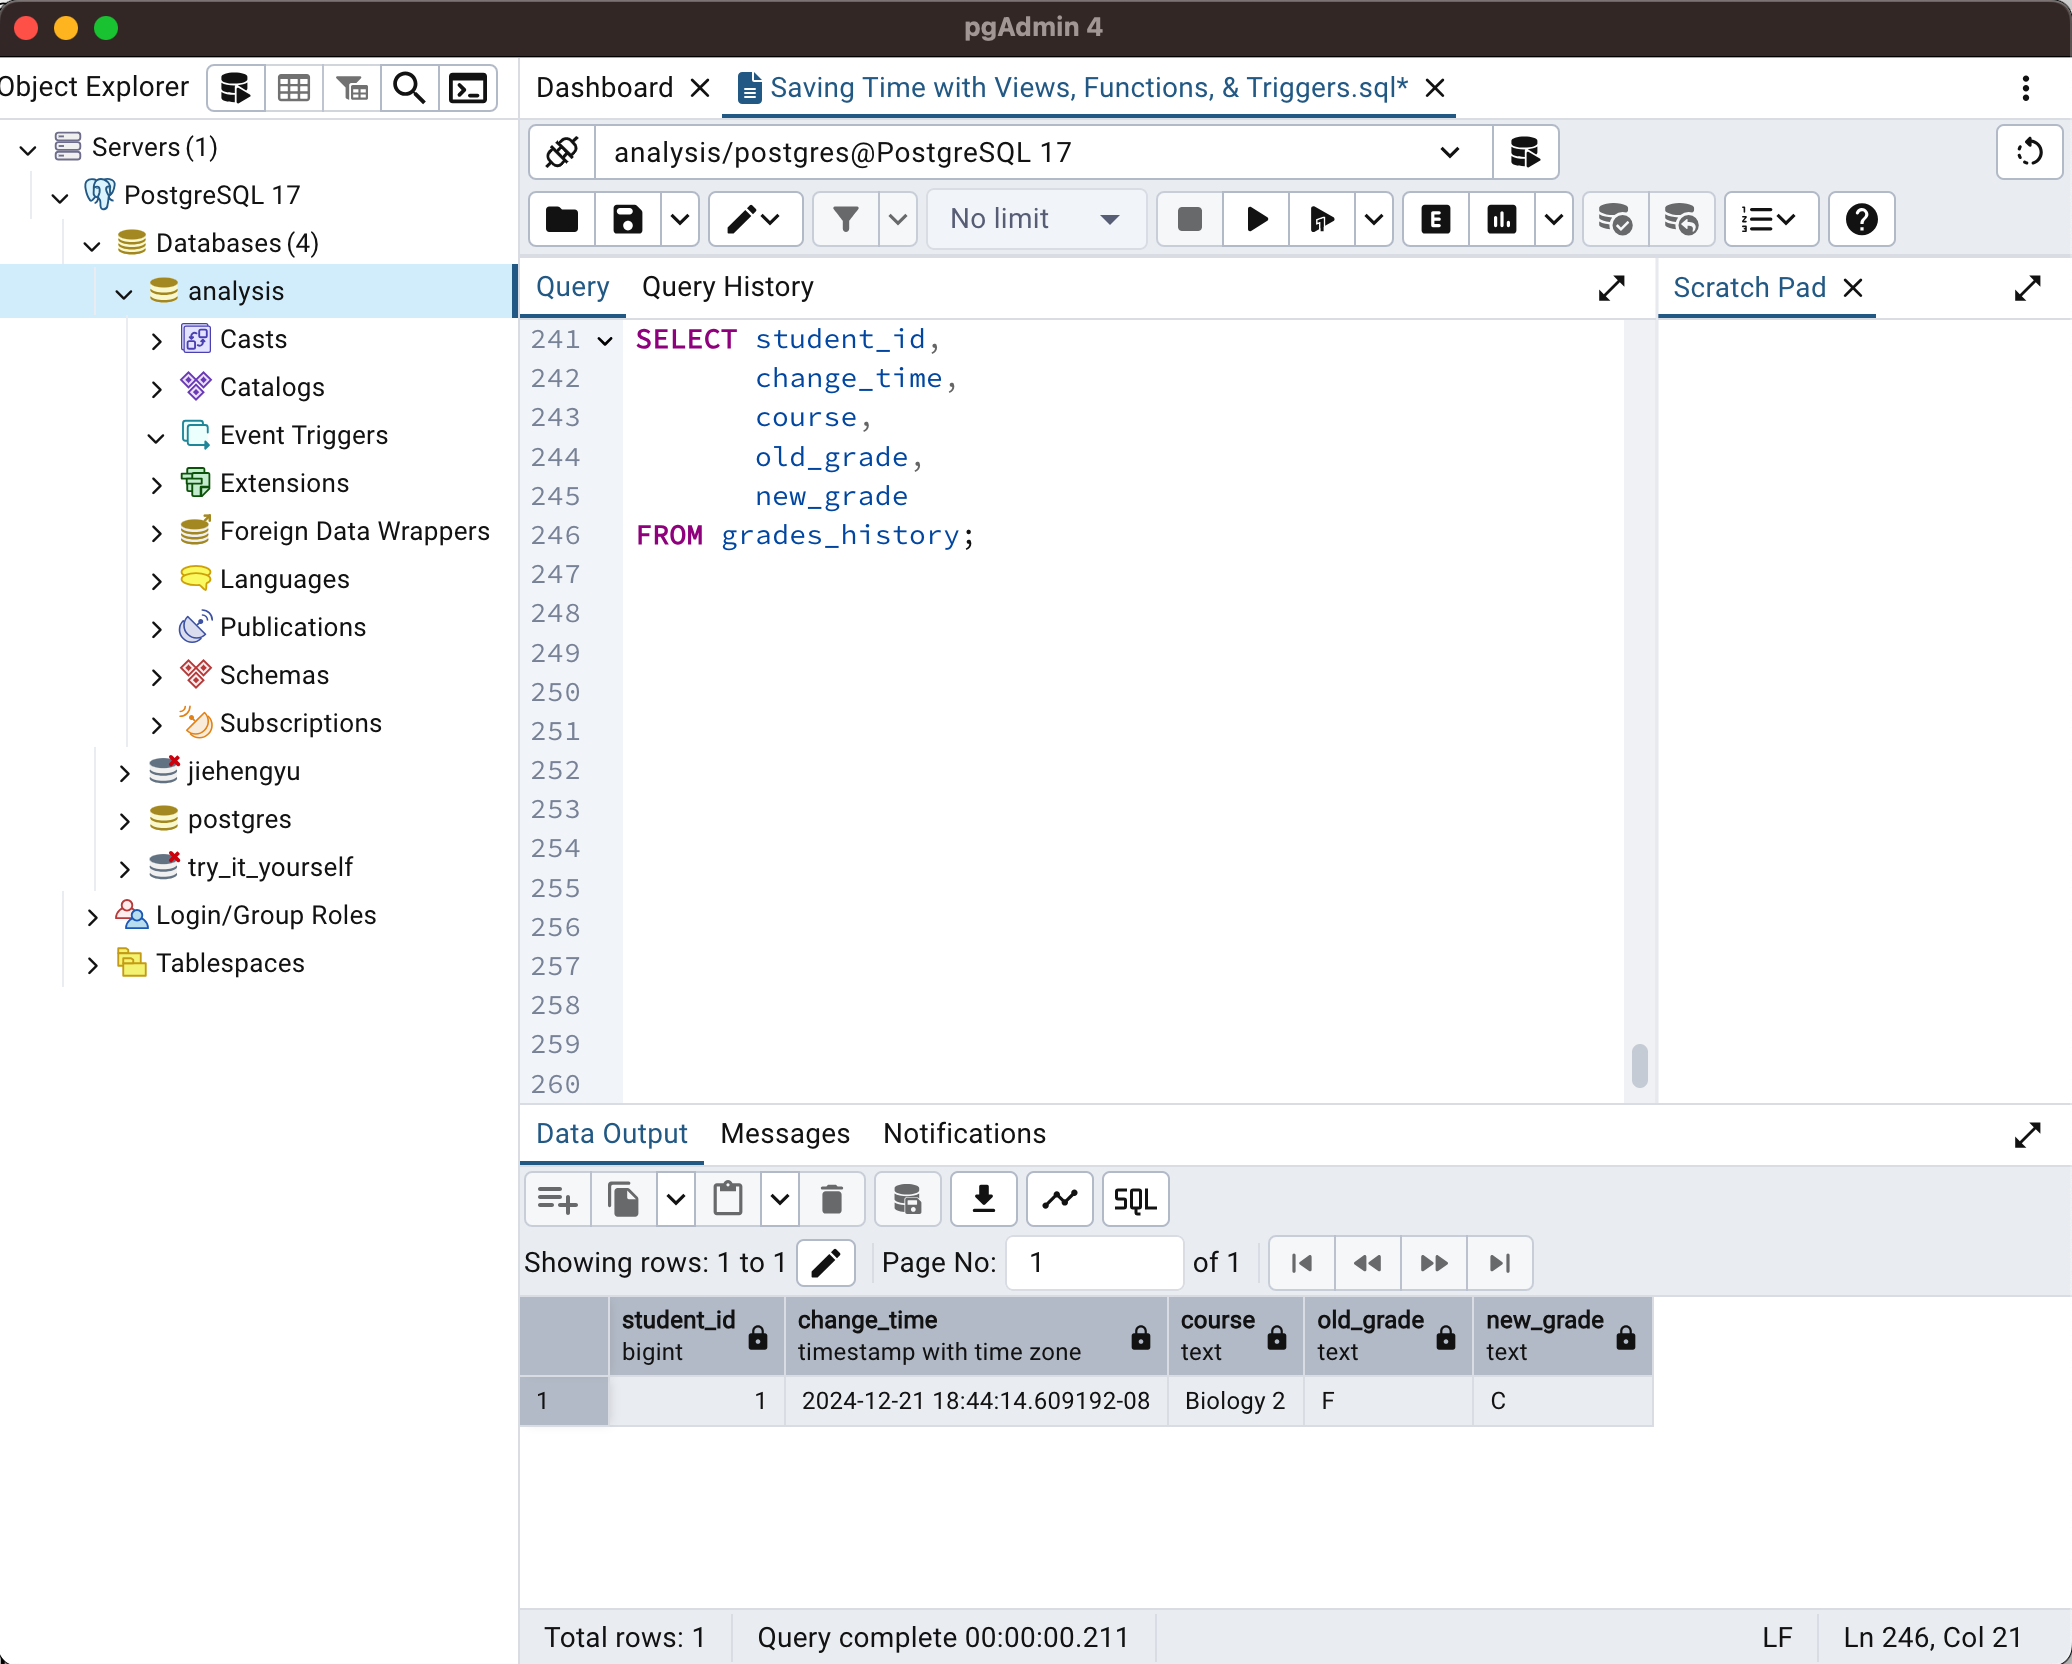 pgAdmin 4
Object Explorer
Dashboard
Saving Time with Views, Functions, & Triggers.sql*
Servers (1)
PostgreSQL 17
Databases (4)
analysis
Casts
Catalogs
Event Triggers
Extensions
Foreign Data Wrappers
Languages
Publications
Schemas
Subscriptions
jiehengyu
postgres
try_it_yourself
Login/Group Roles
Tablespaces
analysis/postgres@PostgreSQL 17
No limit
Query
Query History
Scratch Pad
241 SELECT student_id,
242 change_time,
243 course,
244 old_grade,
245 new_grade
246 FROM grades_history;
247
248
249
250
251
252
253
254
255
256
257
258
259
260
Data Output
Messages
Notifications
SQL
Showing rows: 1 to 1
Page No: 1 of 1
student_id change_time course old_grade new_grade
bigint timestamp with time zone text text text
1 1 2024-12-21 18:44:14.609192-08 Biology 2 F C
Total rows: 1
Query complete 00:00:00.211
LF
Ln 246, Col 21